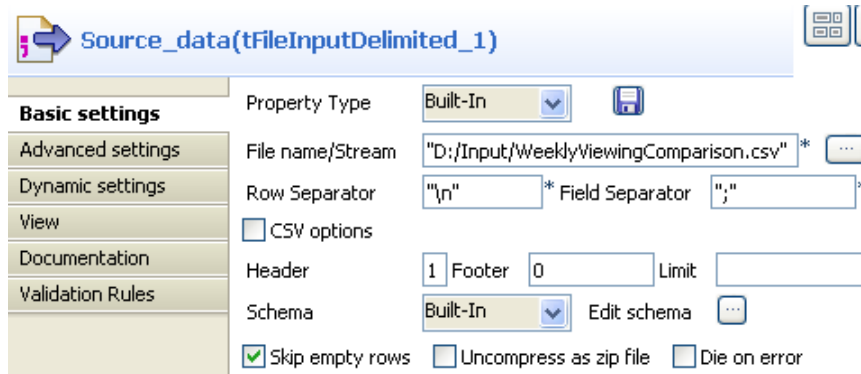 Source_data(tFileInputDelimited_1)
Basic settings
Advanced settings
Dynamic settings
View
Documentation
Validation Rules
Property Type Built-In
File name/Stream "D:/Input/WeeklyViewingComparison.csv" * ...
Row Separator "\n" * Field Separator ";" *
CSV options
Header 1 Footer 0 Limit
Schema Built-In Edit schema ...
Skip empty rows Uncompress as zip file Die on error